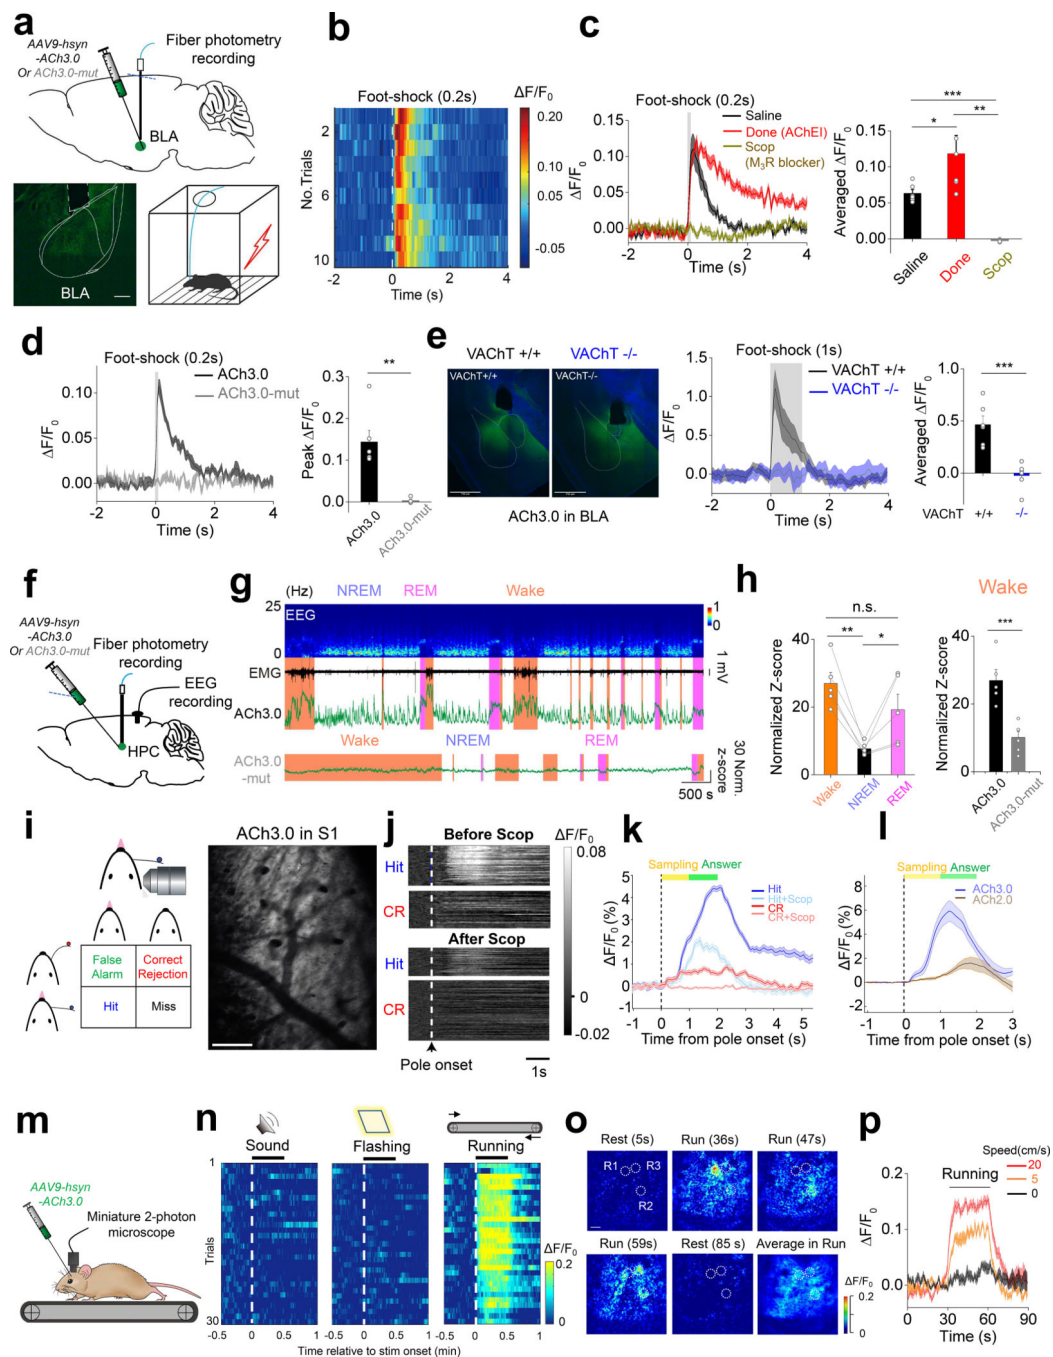 a
AAV9-hsyn
-ACh3.0
Or ACh3.0-mut
Fiber photometry
recording
BLA
BLA
b
Foot-shock (0.2s)
ΔF/F0
0.20
0.10
0.00
-0.05
No.Trials
2
6
10
-2
0
2
4
Time (s)
c
Foot-shock (0.2s)
Saline
Done (AChEI)
Scop
(M3R blocker)
ΔF/F0
0.15
0.10
0.05
0.00
-2
0
2
4
Time (s)
Averaged ΔF/F0
0.15
0.10
0.05
0.00
***
**
*
Saline
Done
Scop
d
Foot-shock (0.2s)
ACh3.0
ACh3.0-mut
ΔF/F0
0.10
0.05
0.00
-2
0
2
4
Time (s)
Peak ΔF/F0
0.3
0.2
0.1
0.0
**
ACh3.0
ACh3.0-mut
e
VAChT +/+
VAChT -/-
VAChT+/+
VAChT-/-
ACh3.0 in BLA
Foot-shock (1s)
VAChT +/+
VAChT -/-
ΔF/F0
1.5
1.0
0.5
0.0
-2
0
2
4
Time (s)
Averaged ΔF/F0
1.0
0.5
0.0
***
VAChT +/+ -/-
f
AAV9-hsyn
-ACh3.0
Or ACh3.0-mut
Fiber photometry
recording
EEG
recording
HPC
g
(Hz)
NREM
REM
Wake
25
EEG
0
1
0
1 mV
EMG
ACh3.0
Wake
NREM
REM
ACh3.0
-mut
30 Norm.
z-score
500 s
h
Wake
n.s.
**
*
Normalized Z-score
40
20
0
Wake
NREM
REM
***
Normalized Z-score
40
20
0
ACh3.0
ACh3.0-mut
i
False
Alarm
Correct
Rejection
Hit
Miss
ACh3.0 in S1
j
Before Scop
Hit
CR
After Scop
Hit
CR
Pole onset
1s
ΔF/F0
0.08
0
-0.02
k
Sampling
Answer
Hit
Hit+Scop
CR
CR+Scop
ΔF/F0 (%)
5
4
3
2
1
0
-1
-1
0
1
2
3
4
5
Time from pole onset (s)
l
Sampling
Answer
ACh3.0
ACh2.0
ΔF/F0 (%)
8
6
4
2
0
-2
-1
0
1
2
3
Time from pole onset (s)
m
AAV9-hsyn
-ACh3.0
Miniature 2-photon
microscope
n
Sound
Flashing
Running
Trials
1
30
-0.5
0
0.5
1
-0.5
0
0.5
1
-0.5
0
0.5
1
Time relative to stim onset (min)
ΔF/F0
0.2
0
o
Rest (5s)
Run (36s)
Run (47s)
R1
R3
R2
Run (59s)
Rest (85 s)
Average in Run
ΔF/F0
0.2
0
p
Speed(cm/s)
20
5
0
Running
ΔF/F0
0.2
0.1
0.0
0
30
60
90
Time (s)